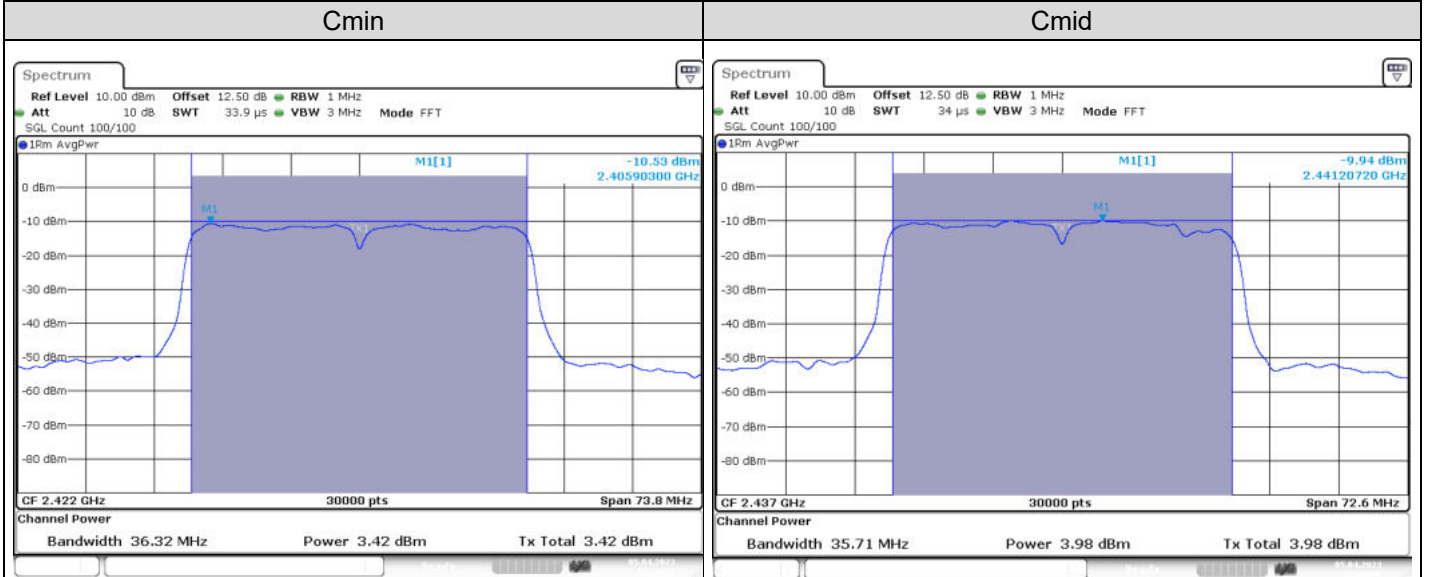 Cmin
Spectrum
Ref Level 10.00 dBm Offset 12.50 dB RBW 1 MHz
Att 10 dB SWT 33.9 µs VBW 3 MHz Mode FFT
SGL Count 100/100
1Rm AvgPwr
M1[1] -10.53 dBm
2.40590300 GHz
0 dBm
M1
-10 dBm
-20 dBm
-30 dBm
-40 dBm
-50 dBm
-60 dBm
-70 dBm
-80 dBm
CF 2.422 GHz 30000 pts Span 73.8 MHz
Channel Power
Bandwidth 36.32 MHz Power 3.42 dBm Tx Total 3.42 dBm
Ready 05.04.2023
Cmid
Spectrum
Ref Level 10.00 dBm Offset 12.50 dB RBW 1 MHz
Att 10 dB SWT 34 µs VBW 3 MHz Mode FFT
SGL Count 100/100
1Rm AvgPwr
M1[1] -9.94 dBm
2.44120720 GHz
0 dBm
M1
-10 dBm
-20 dBm
-30 dBm
-40 dBm
-50 dBm
-60 dBm
-70 dBm
-80 dBm
CF 2.437 GHz 30000 pts Span 72.6 MHz
Channel Power
Bandwidth 35.71 MHz Power 3.98 dBm Tx Total 3.98 dBm
Ready